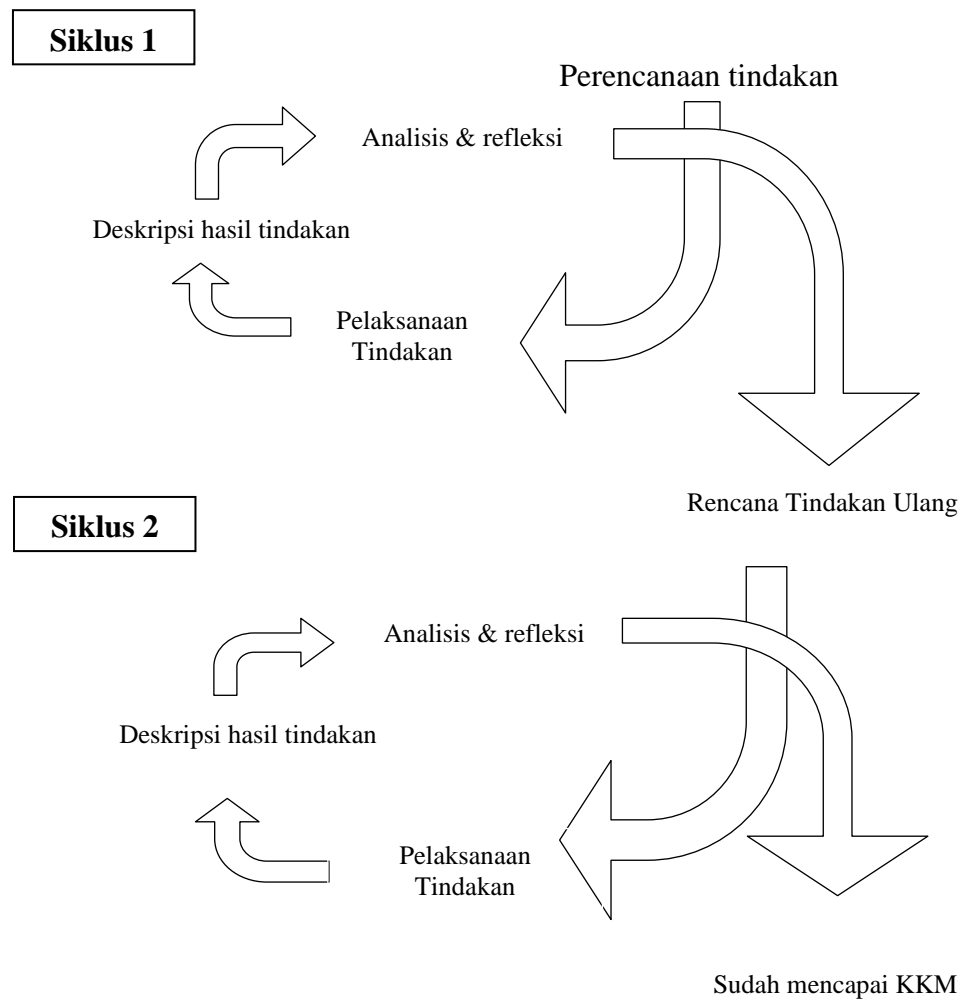 Siklus 1
Perencanaan tindakan
Analisis & refleksi
Deskripsi hasil tindakan
Pelaksanaan
Tindakan
Rencana Tindakan Ulang
Siklus 2
Analisis & refleksi
Deskripsi hasil tindakan
Pelaksanaan
Tindakan
Sudah mencapai KKM